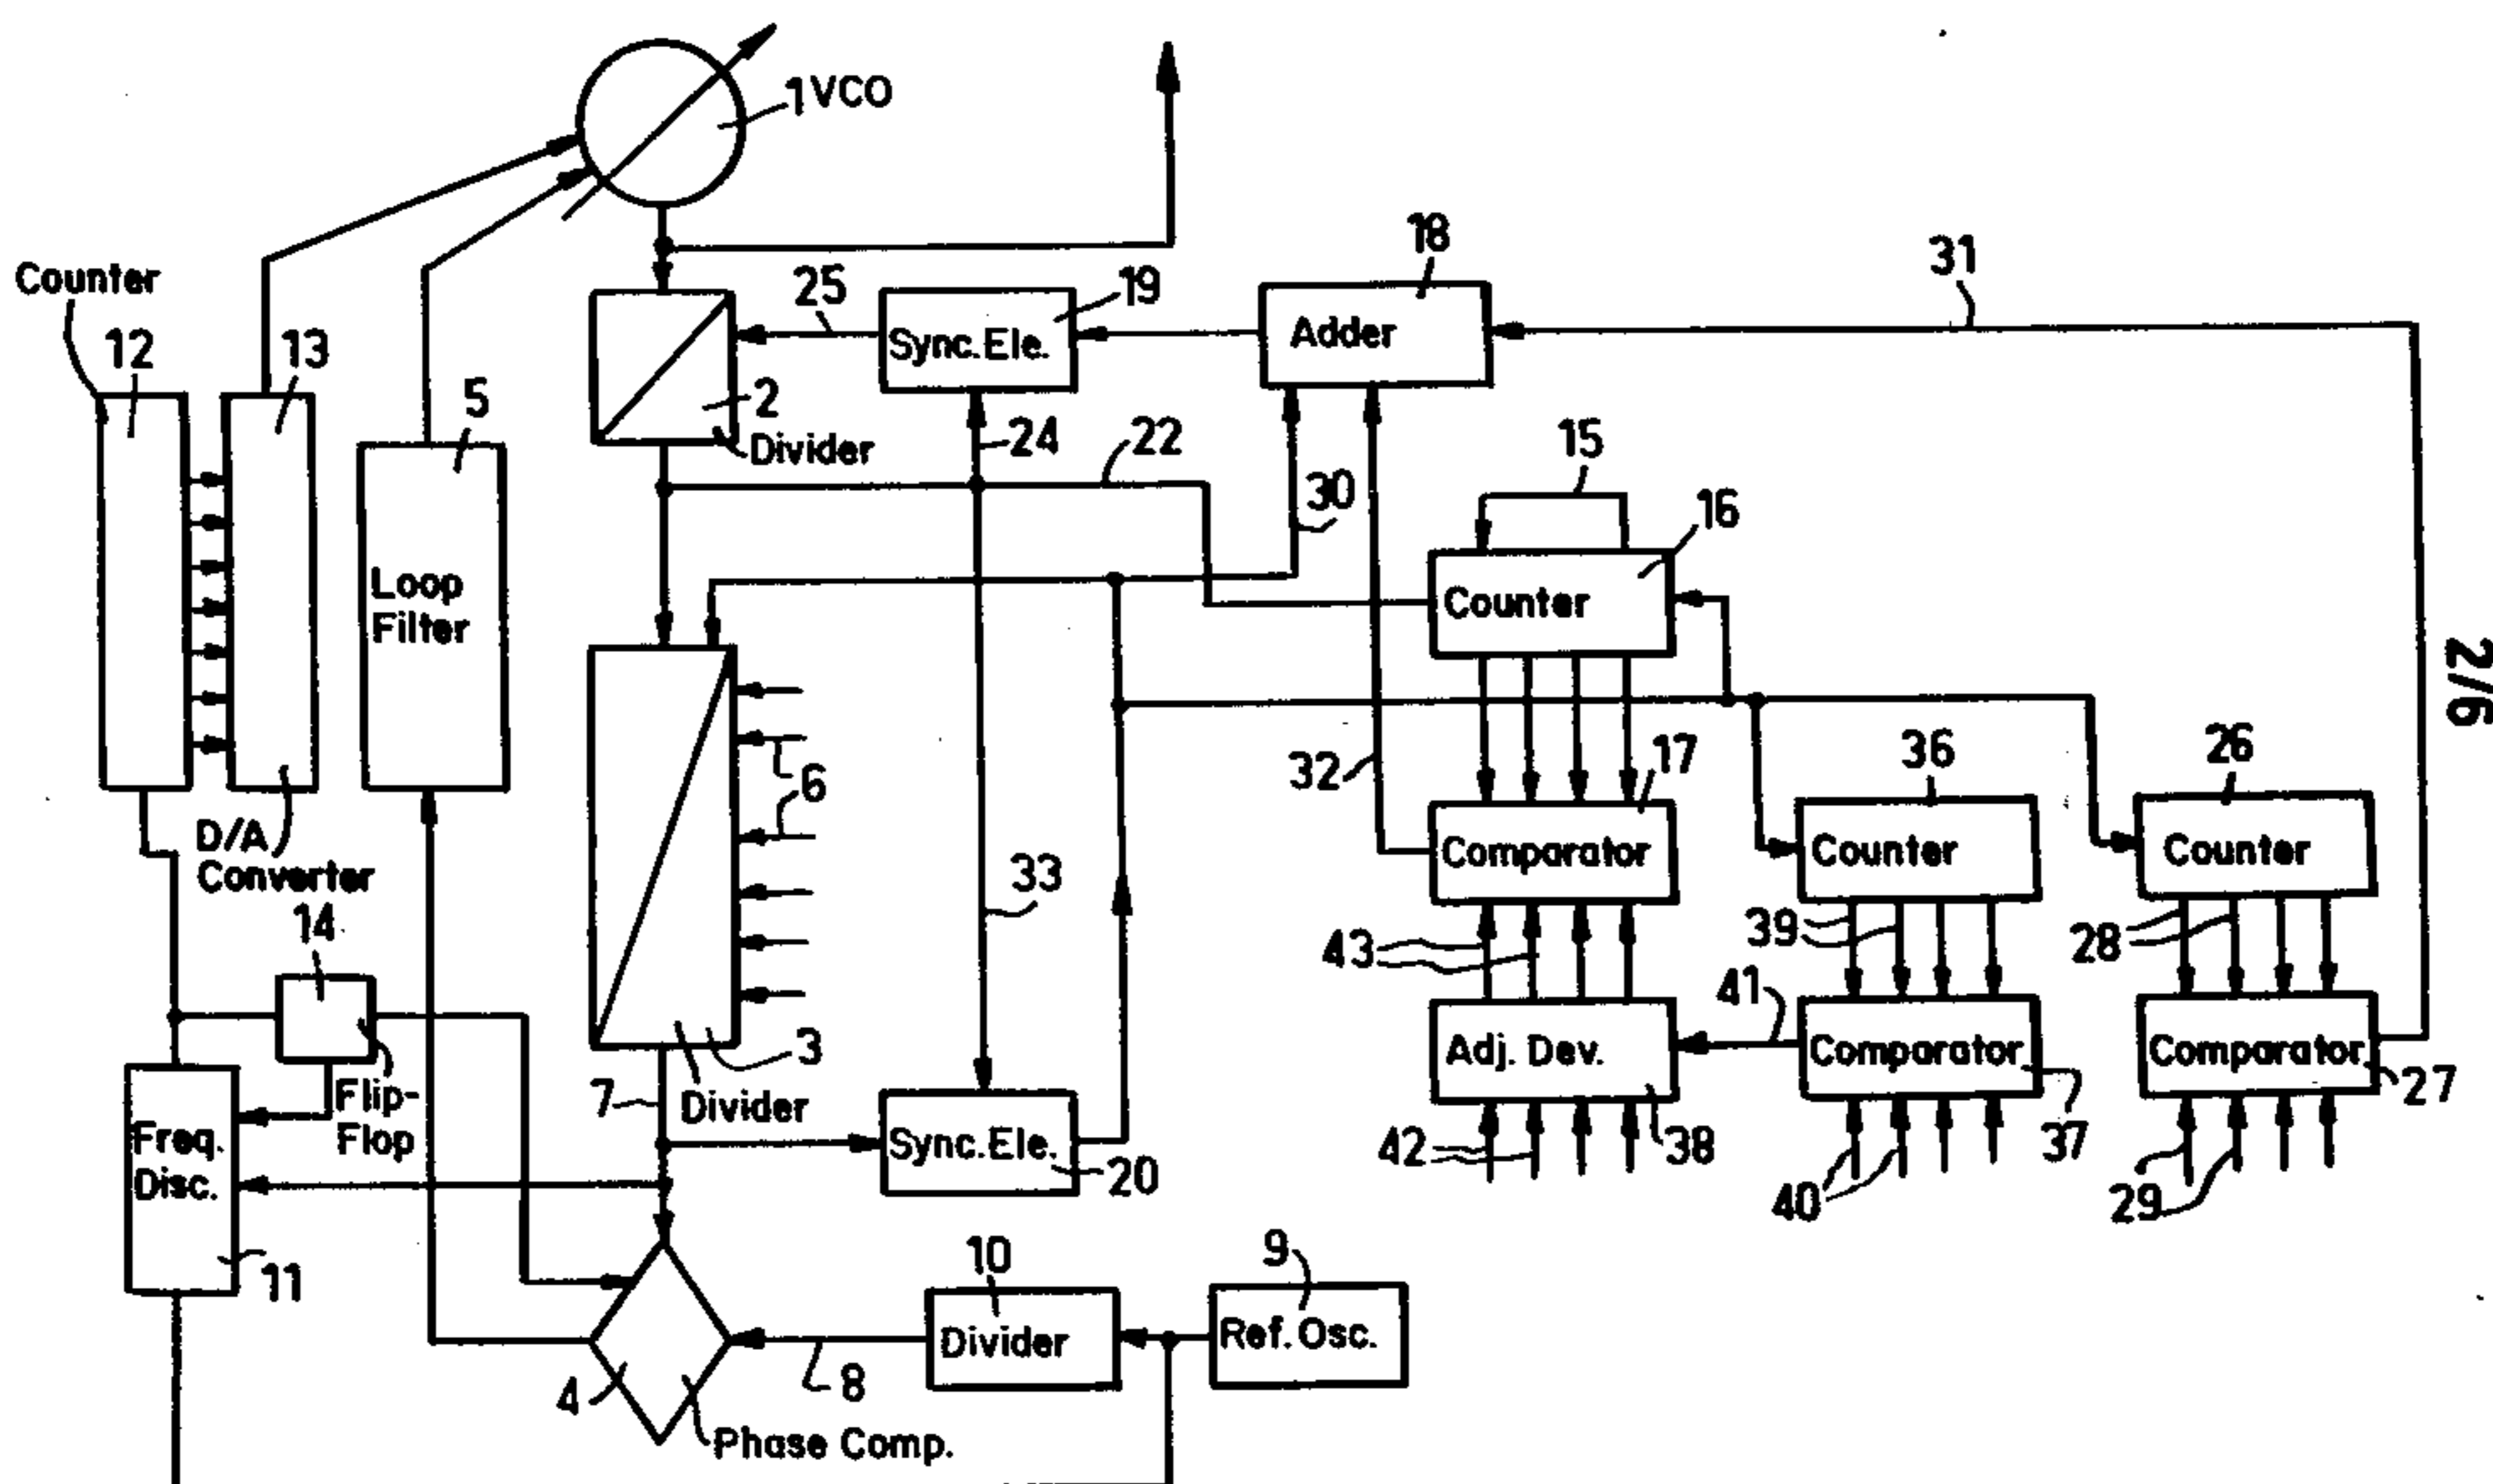 1 VCO
18
31
Counter
25
19
12
13
Sync. Ele.
Adder
5
2
Divider
24
22
15
30
16
Loop
Filter
Counter
2/6
6
32
17
36
26
D/A
Converter
33
Comparator
Counter
Counter
14
43
39
28
41
3
Adj. Dev.
Comparator
Comparator
27
Flip-
Flop
7
Divider
Freq.
Disc.
Sync. Ele.
20
42
38
37
40
29
11
10
9
Divider
Ref. Osc.
4
8
Phase Comp.